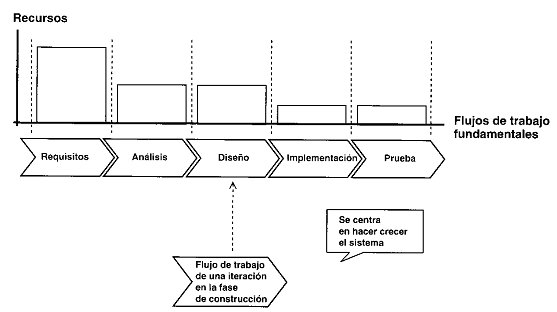 Recursos
Flujos de trabajo
fundamentales
Requisitos
Análisis
Diseño
Implementación
Prueba
Se centra
en hacer crecer
el sistema
Flujo de trabajo
de una iteración
en la fase
de construcción